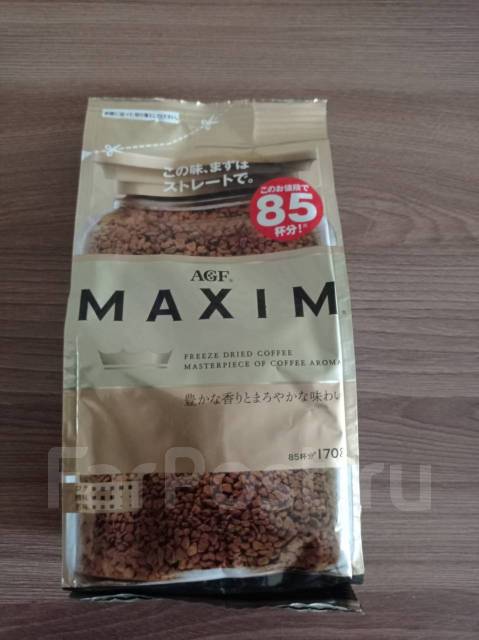 この味、まずは
ストレートで。
このお値段で
85
杯分!
AGF®
MAXIM
FREEZE DRIED COFFEE
MASTERPIECE OF COFFEE AROMA
豊かな香りとまろやかな味わい
85杯分 170g
FarPost.ru